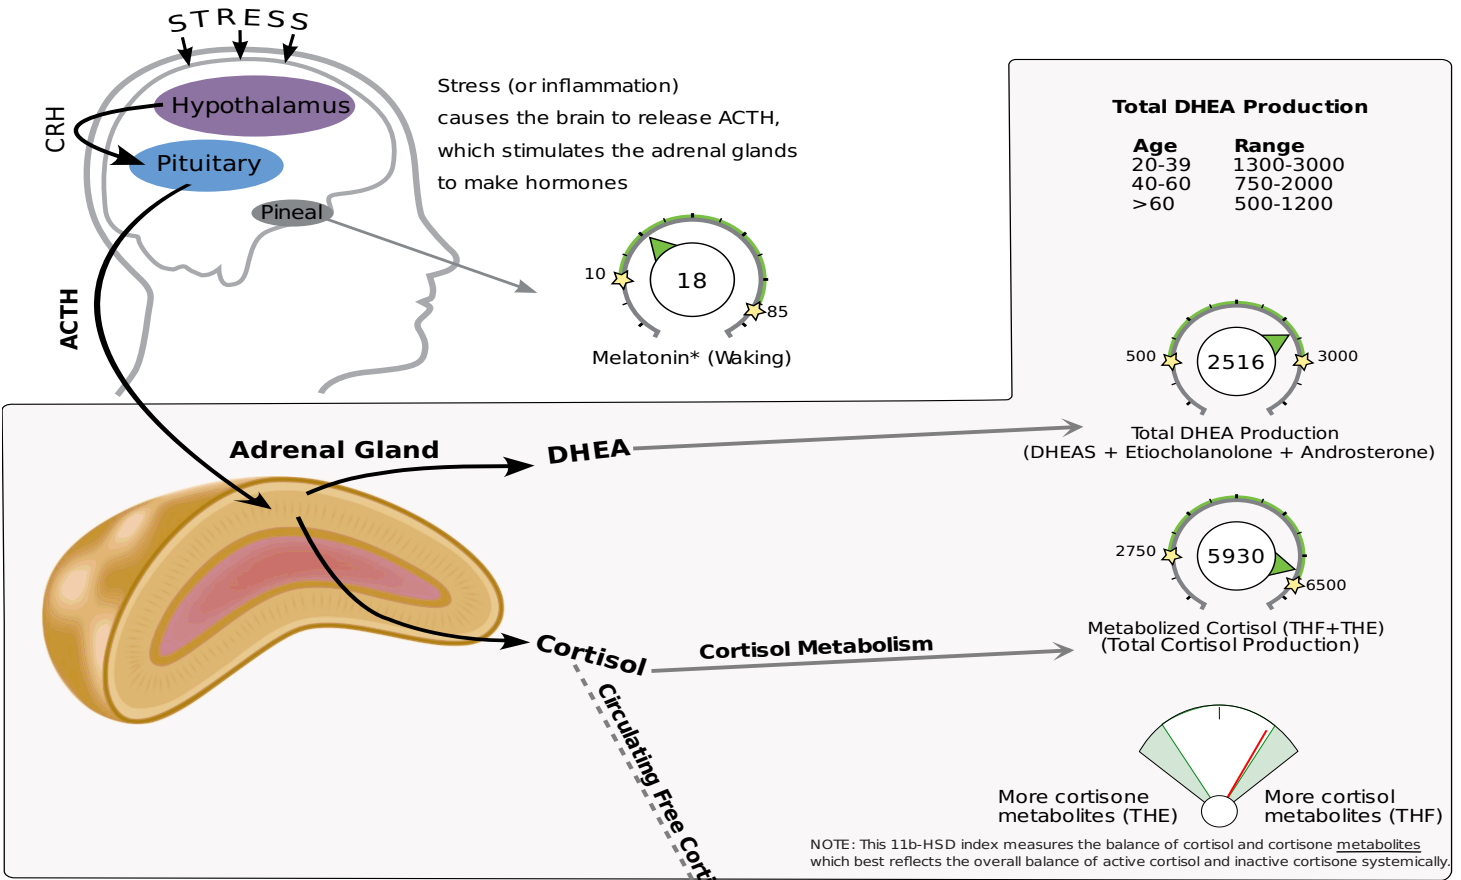 STRESS
Hypothalamus
CRH
Pituitary
Pineal
ACTH
Stress (or inflammation)
causes the brain to release ACTH,
which stimulates the adrenal glands
to make hormones
10
18
85
Melatonin* (Waking)
Total DHEA Production
Age Range
20-39 1300-3000
40-60 750-2000
>60 500-1200
500
2516
3000
Total DHEA Production
(DHEAS + Etiocholanolone + Androsterone)
Adrenal Gland
DHEA
2750
5930
6500
Metabolized Cortisol (THF+THE)
(Total Cortisol Production)
Cortisol
Cortisol Metabolism
Circulating Free Corti
More cortisone
metabolites (THE)
More cortisol
metabolites (THF)
NOTE: This 11b-HSD index measures the balance of cortisol and cortisone metabolites
which best reflects the overall balance of active cortisol and inactive cortisone systemically.